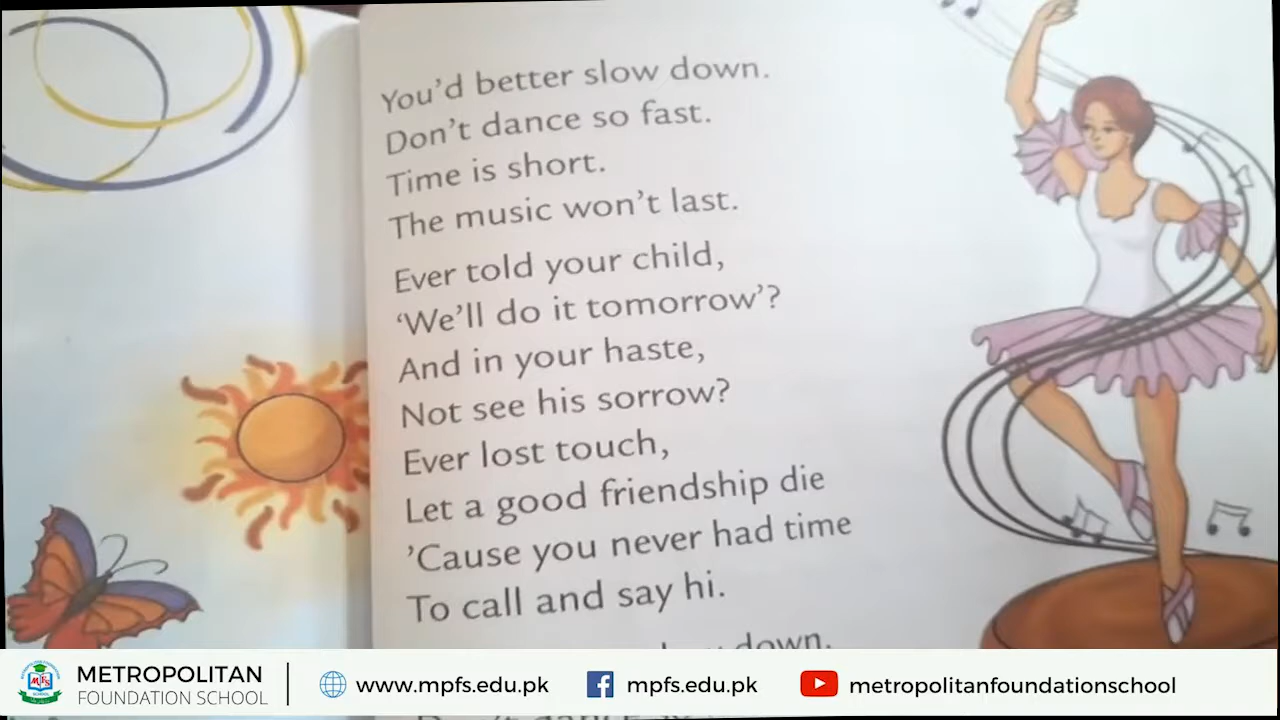 You'd better slow down.
Don't dance so fast.
Time is short.
The music won't last.
Ever told your child,
'We'll do it tomorrow'?
And in your haste,
Not see his sorrow?
Ever lost touch,
Let a good friendship die
'Cause you never had time
To call and say hi.
down.
METROPOLITAN
FOUNDATION SCHOOL
www.mpfs.edu.pk
mpfs.edu.pk
metropolitanfoundationschool